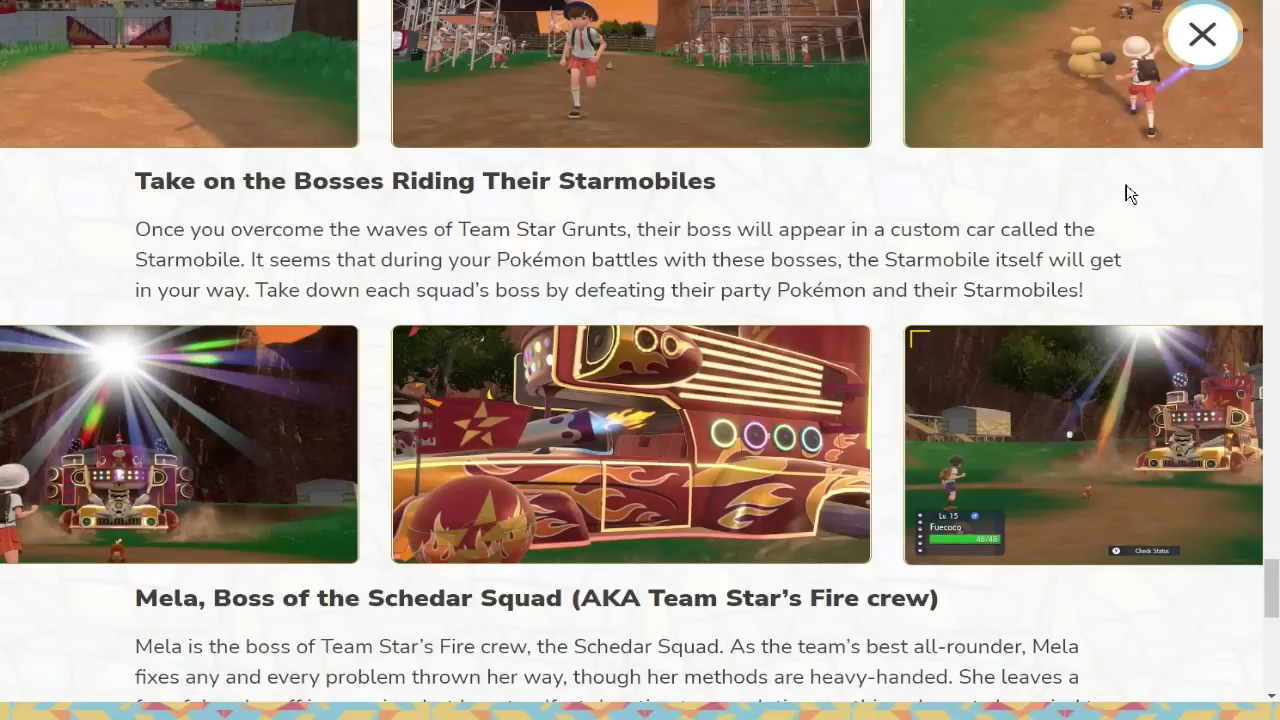 Take on the Bosses Riding Their Starmobiles
Once you overcome the waves of Team Star Grunts, their boss will appear in a custom car called the
Starmobile. It seems that during your Pokémon battles with these bosses, the Starmobile itself will get
in your way. Take down each squad’s boss by defeating their party Pokémon and their Starmobiles!
Lv. 15
Fuecoco
48/48
Y Check Status
Mela, Boss of the Schedar Squad (AKA Team Star’s Fire crew)
Mela is the boss of Team Star’s Fire crew, the Schedar Squad. As the team’s best all-rounder, Mela
fixes any and every problem thrown her way, though her methods are heavy-handed. She leaves a